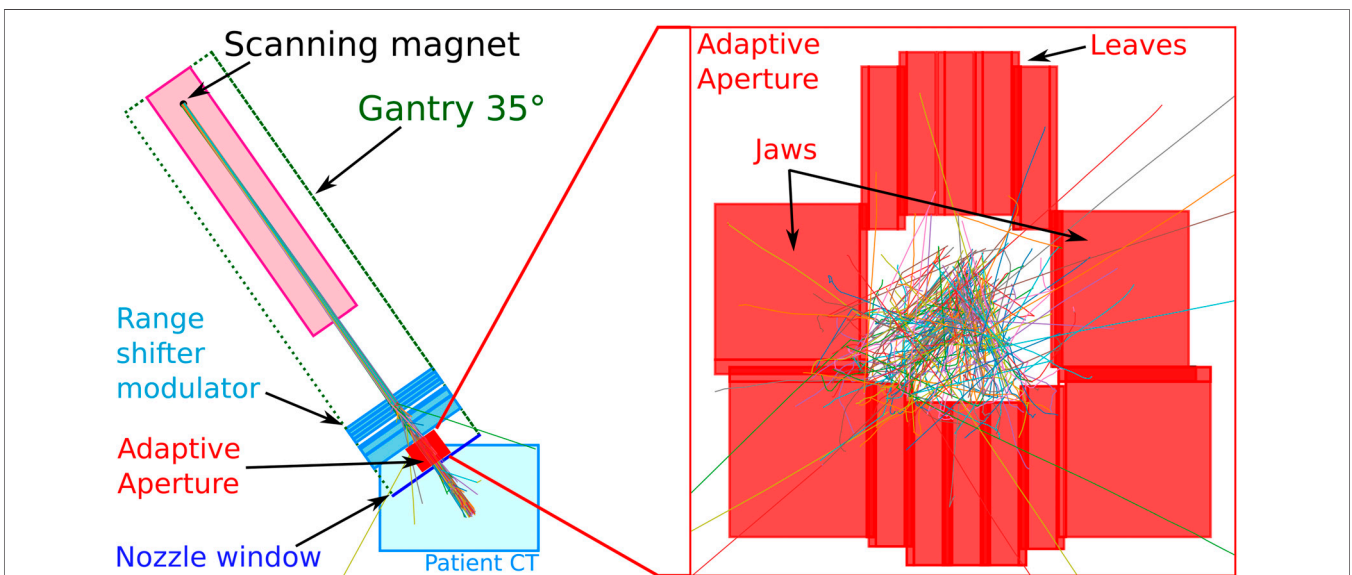 Scanning magnet
Gantry 35°
Range
shifter
modulator
Adaptive
Aperture
Nozzle window
Patient CT
Adaptive
Aperture
Leaves
Jaws